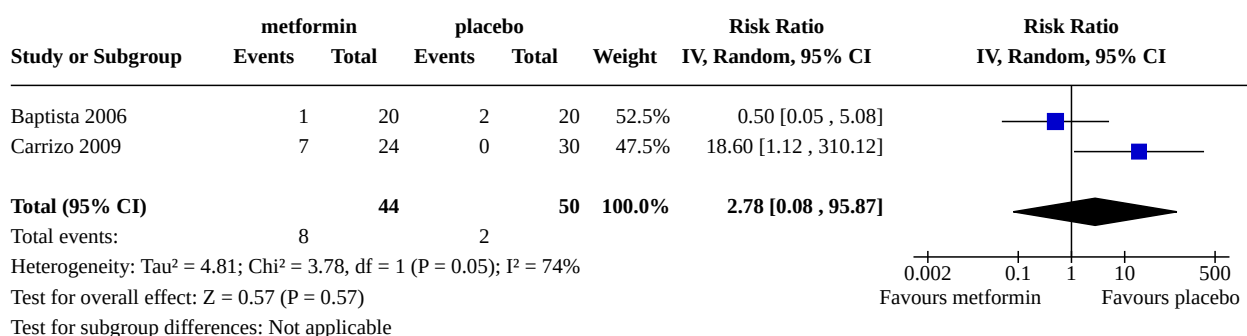 metformin placebo Risk Ratio Risk Ratio
Study or Subgroup Events Total Events Total Weight IV, Random, 95% CI IV, Random, 95% CI
Baptista 2006 1 20 2 20 52.5% 0.50 [0.05 , 5.08]
Carrizo 2009 7 24 0 30 47.5% 18.60 [1.12 , 310.12]
Total (95% CI) 44 50 100.0% 2.78 [0.08 , 95.87]
Total events: 8 2
Heterogeneity: Tau² = 4.81; Chi² = 3.78, df = 1 (P = 0.05); I² = 74%
0.002 0.1 1 10 500
Test for overall effect: Z = 0.57 (P = 0.57) Favours metformin Favours placebo
Test for subgroup differences: Not applicable